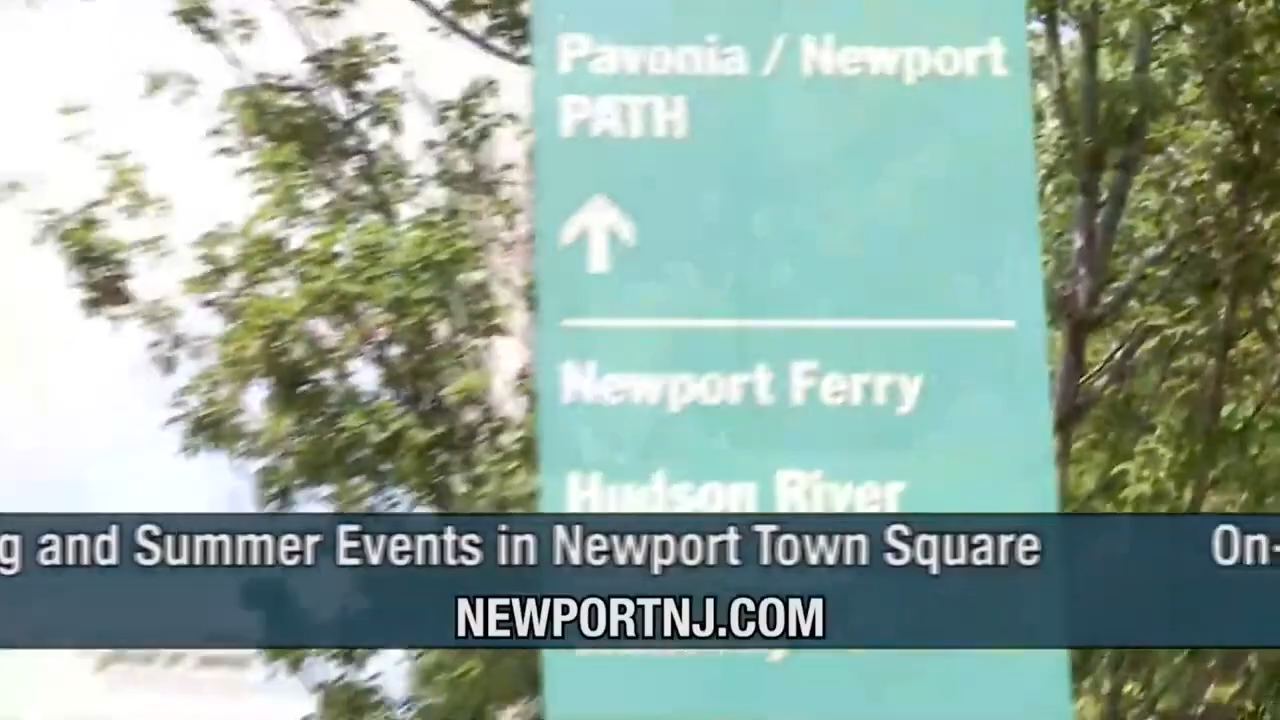 Pavonia / Newport
PATH
Newport Ferry
Hudson River
g and Summer Events in Newport Town Square On-
NEWPORTNJ.COM